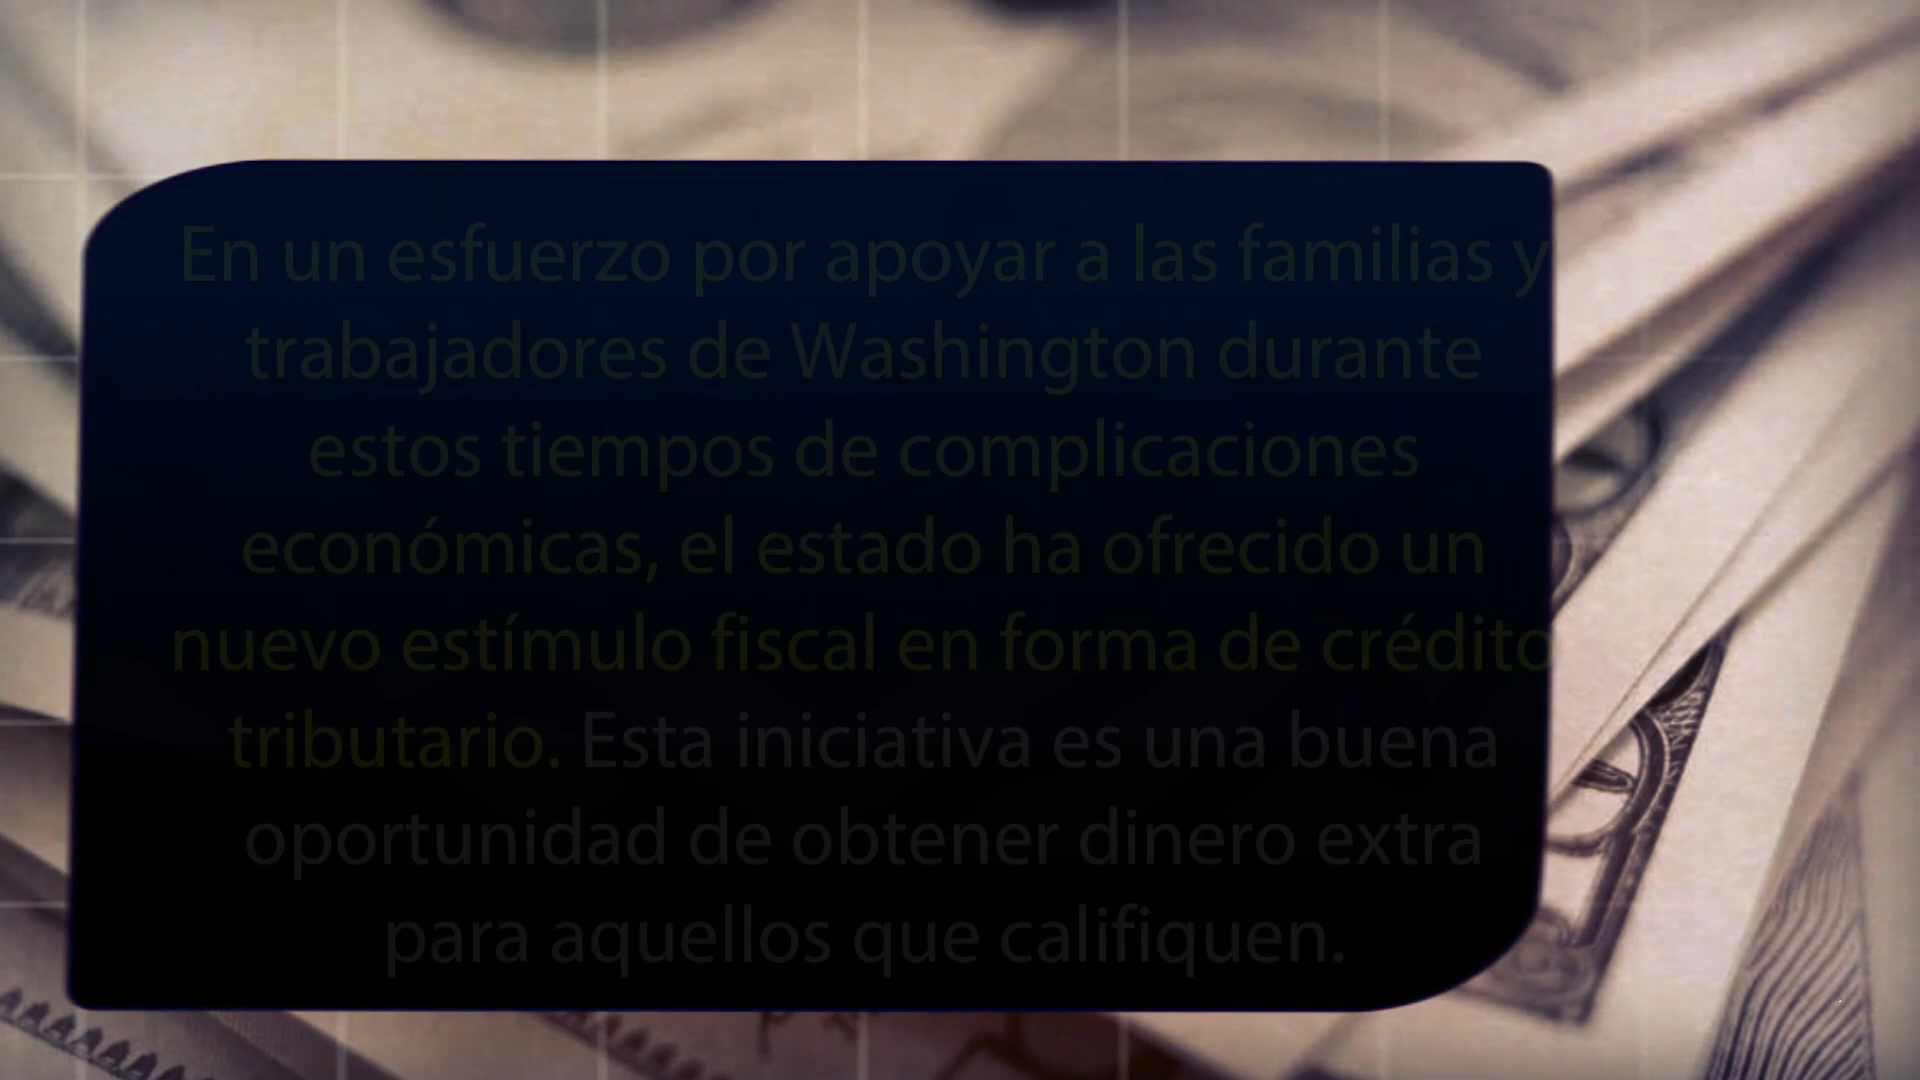 En un esfuerzo por apoyar a las familias y
trabajadores de Washington durante
estos tiempos de complicaciones
económicas, el estado ha ofrecido un
nuevo estímulo fiscal en forma de crédito
tributario. Esta iniciativa es una buena
oportunidad de obtener dinero extra
para aquellos que califiquen.